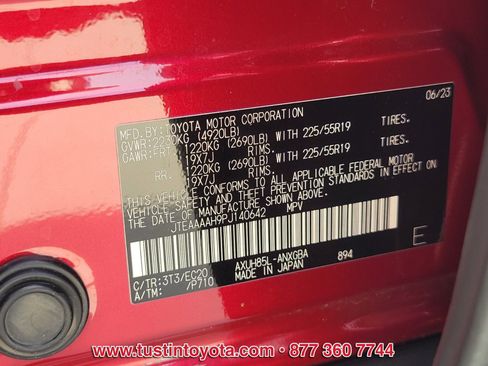 MFD.BY:TOYOTA MOTOR CORPORATION 06/23
GVWR:2230KG (4920LB)
GAWR:FRT. 1220KG (2690LB) WITH 225/55R19 TIRES.
19X7J RIMS.
RR. 1220KG (2690LB) WITH 225/55R19 TIRES.
19X7J RIMS.
THIS VEHICLE CONFORMS TO ALL APPLICABLE FEDERAL MOTOR
VEHICLE SAFETY AND THEFT PREVENTION STANDARDS IN EFFECT ON
THE DATE OF MANUFACTURE SHOWN ABOVE.
JTEAAAAH9PJ140642 MPV
C/TR:3T3/EC20 AXUH85L-ANXGBA 894 E
A/TM: /P710 MADE IN JAPAN
www.tustintoyota.com • 877 360 7744